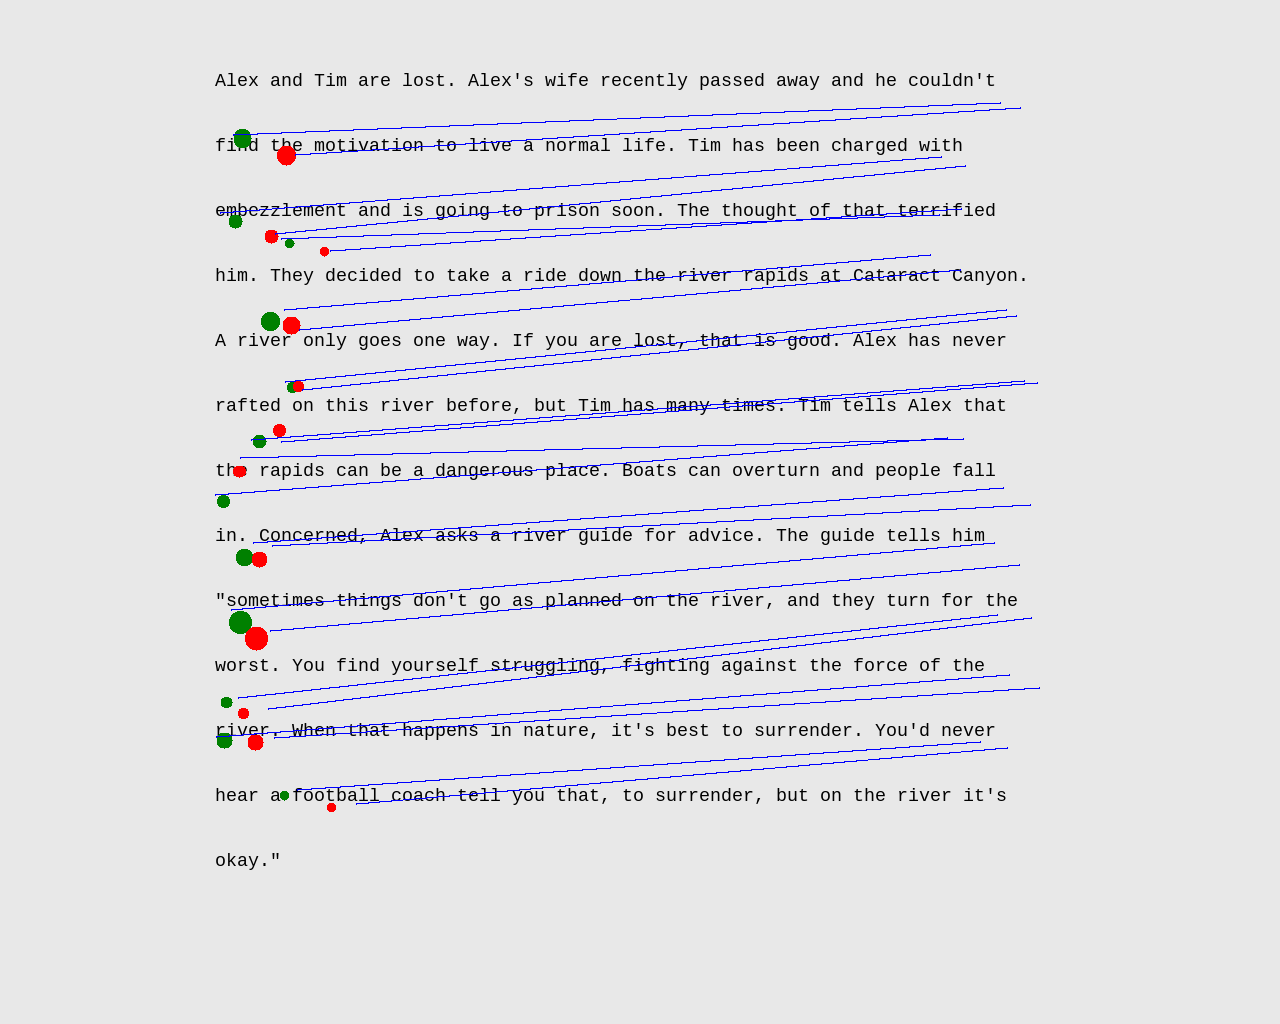 Alex and Tim are lost. Alex's wife recently passed away and he couldn't
find the motivation to live a normal life. Tim has been charged with
embezzlement and is going to prison soon. The thought of that terrified
him. They decided to take a ride down the river rapids at Cataract Canyon.
A river only goes one way. If you are lost, that is good. Alex has never
rafted on this river before, but Tim has many times. Tim tells Alex that
the rapids can be a dangerous place. Boats can overturn and people fall
in. Concerned, Alex asks a river guide for advice. The guide tells him
"sometimes things don't go as planned on the river, and they turn for the
worst. You find yourself struggling, fighting against the force of the
river. When that happens in nature, it's best to surrender. You'd never
hear a football coach tell you that, to surrender, but on the river it's
okay."